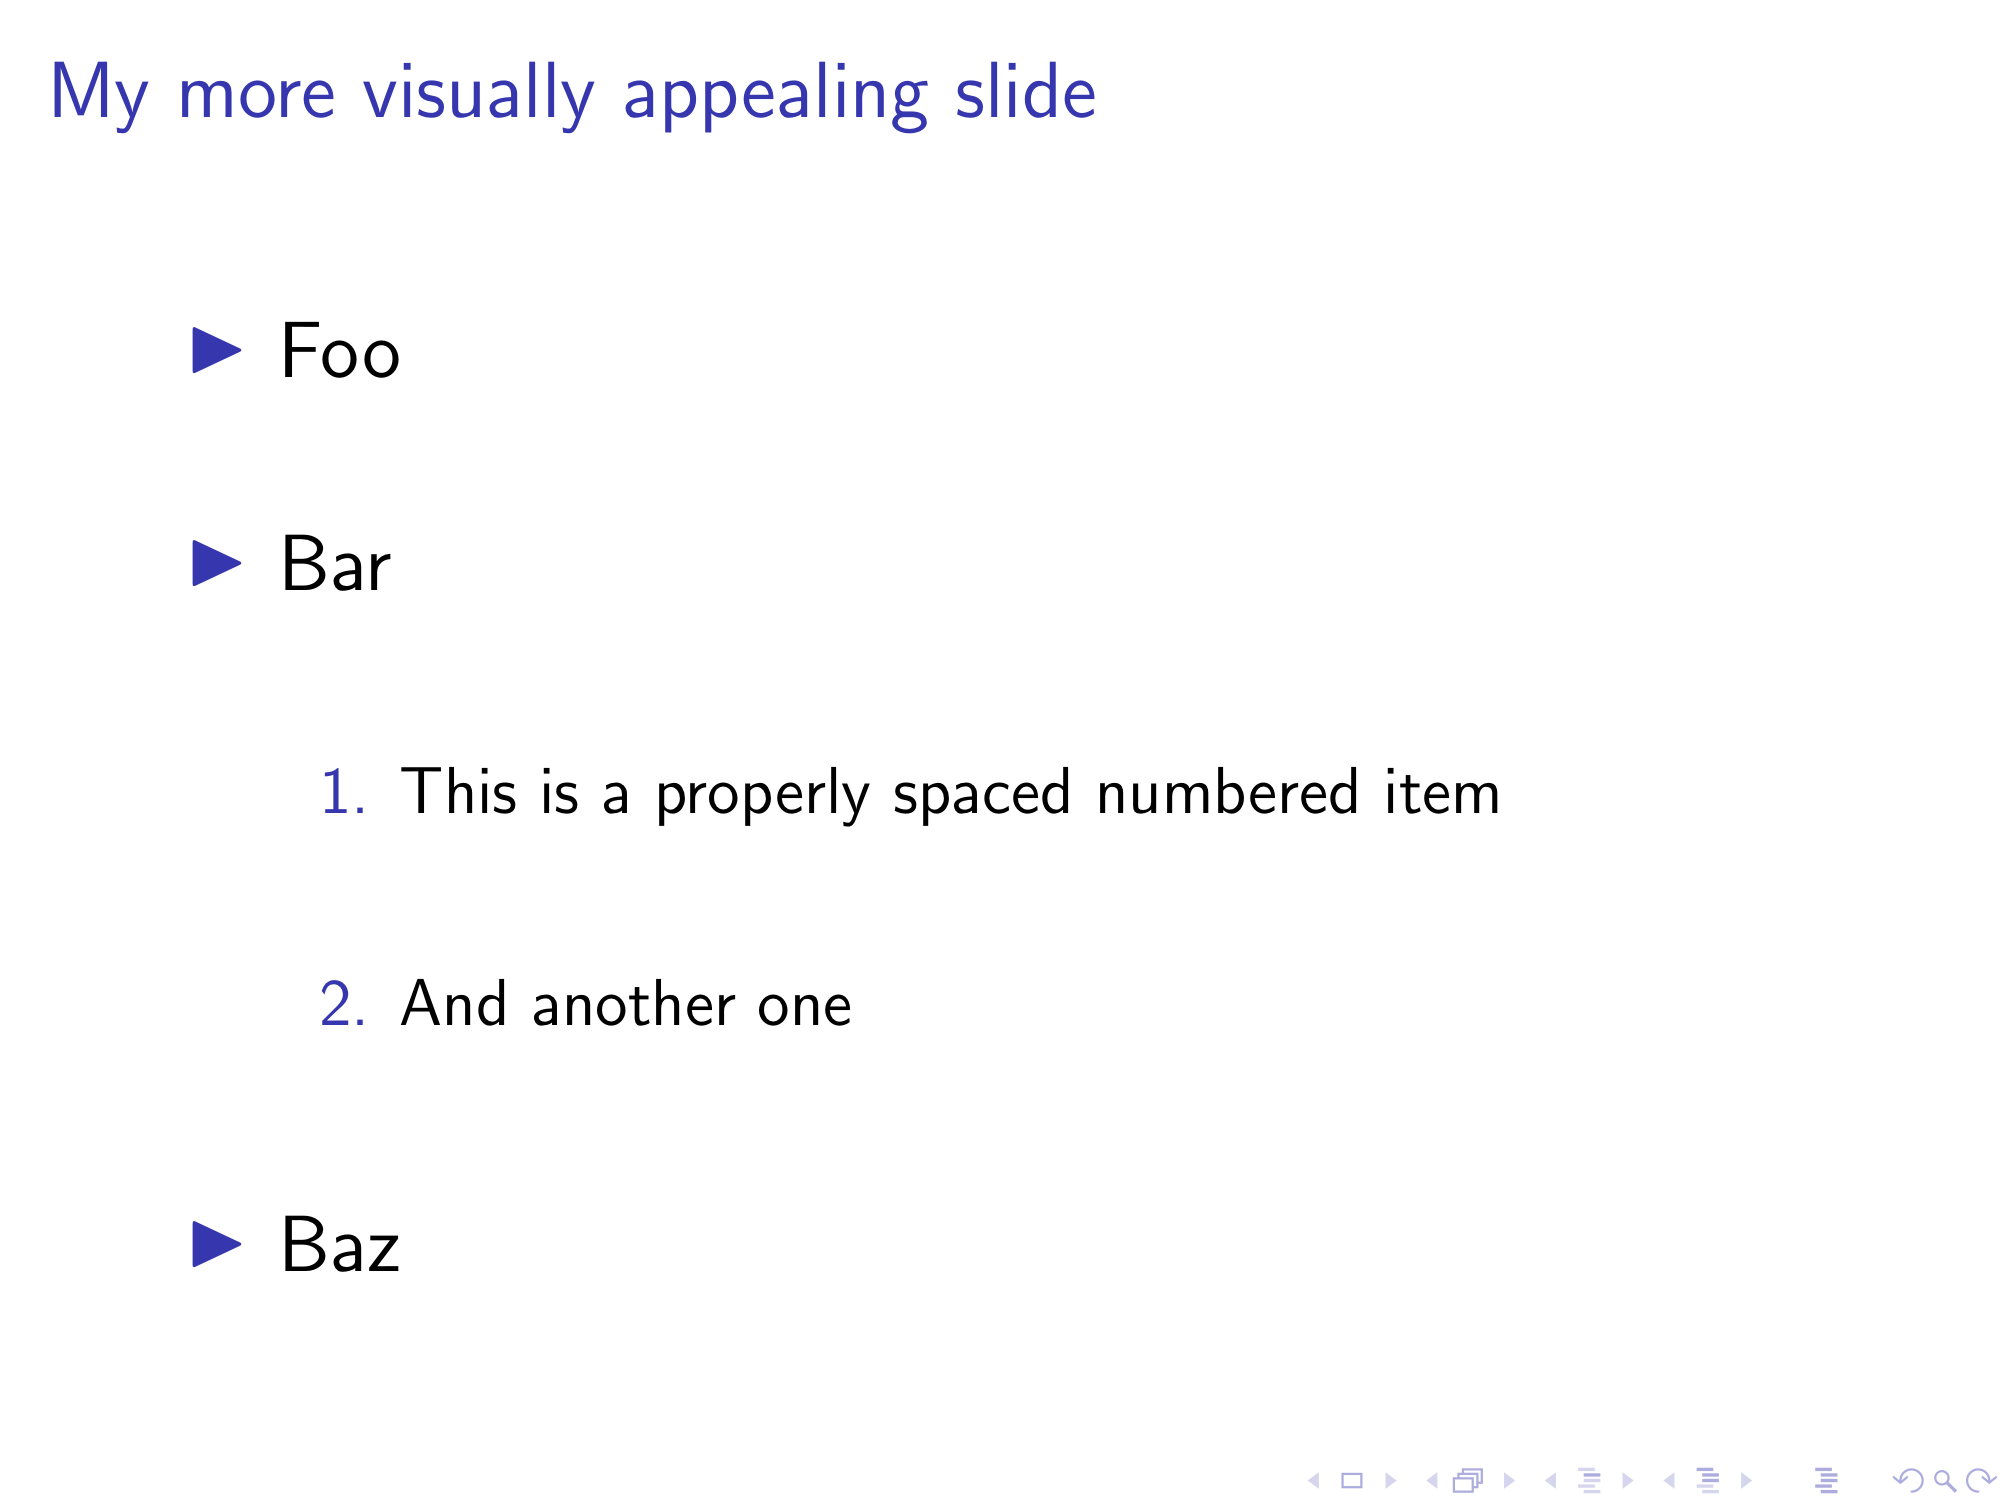 My more visually appealing slide
Foo
Bar
1. This is a properly spaced numbered item
2. And another one
Baz